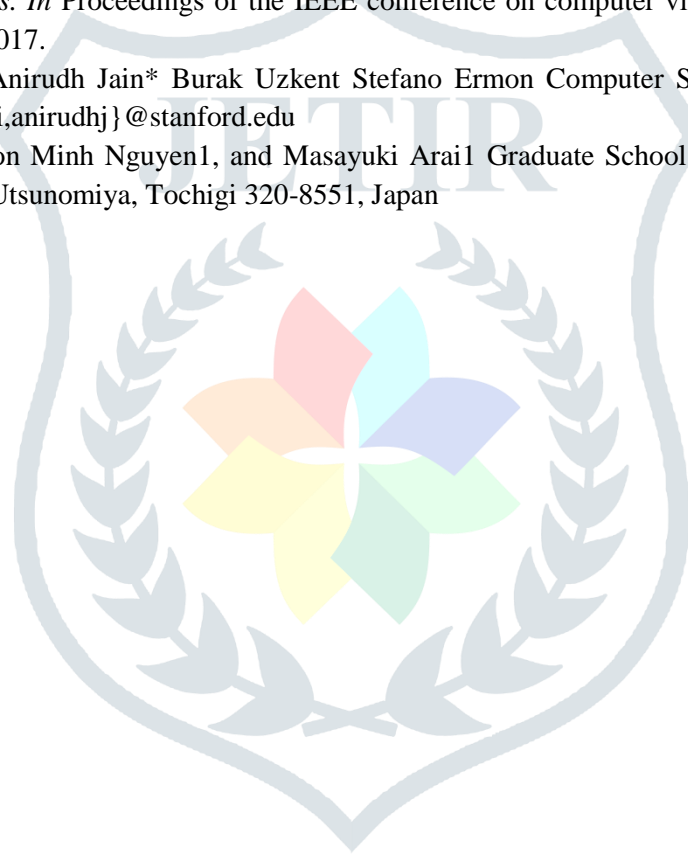 s. In Proceedings of the IEEE conference on computer vi
017.
Anirudh Jain* Burak Uzkent Stefano Ermon Computer S
i,anirudhj}@stanford.edu
on Minh Nguyen1, and Masayuki Arai1 Graduate School
Utsunomiya, Tochigi 320-8551, Japan
JETIR